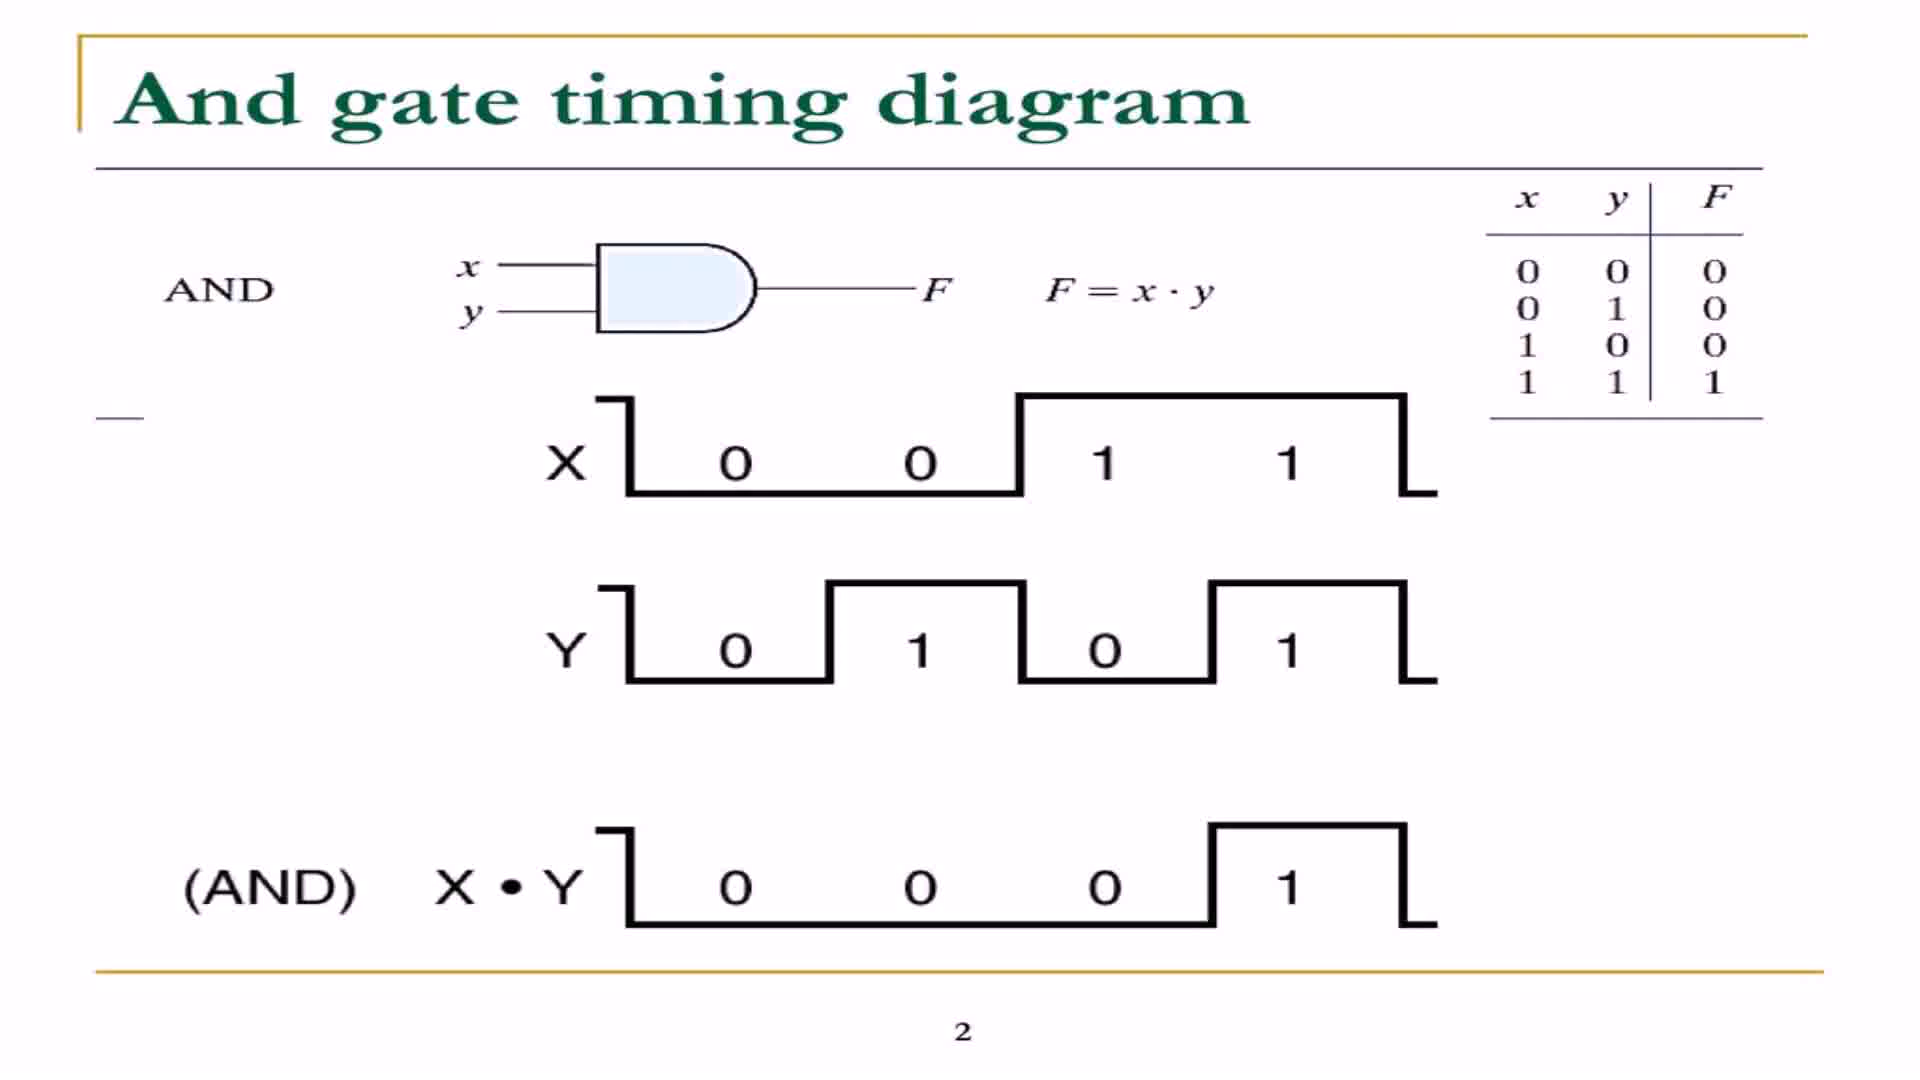 And gate timing diagram
x y F
AND x y F F = x · y
0 0 0
0 1 0
1 0 0
1 1 1
X 0 0 1 1
Y 0 1 0 1
(AND) X • Y 0 0 0 1
2